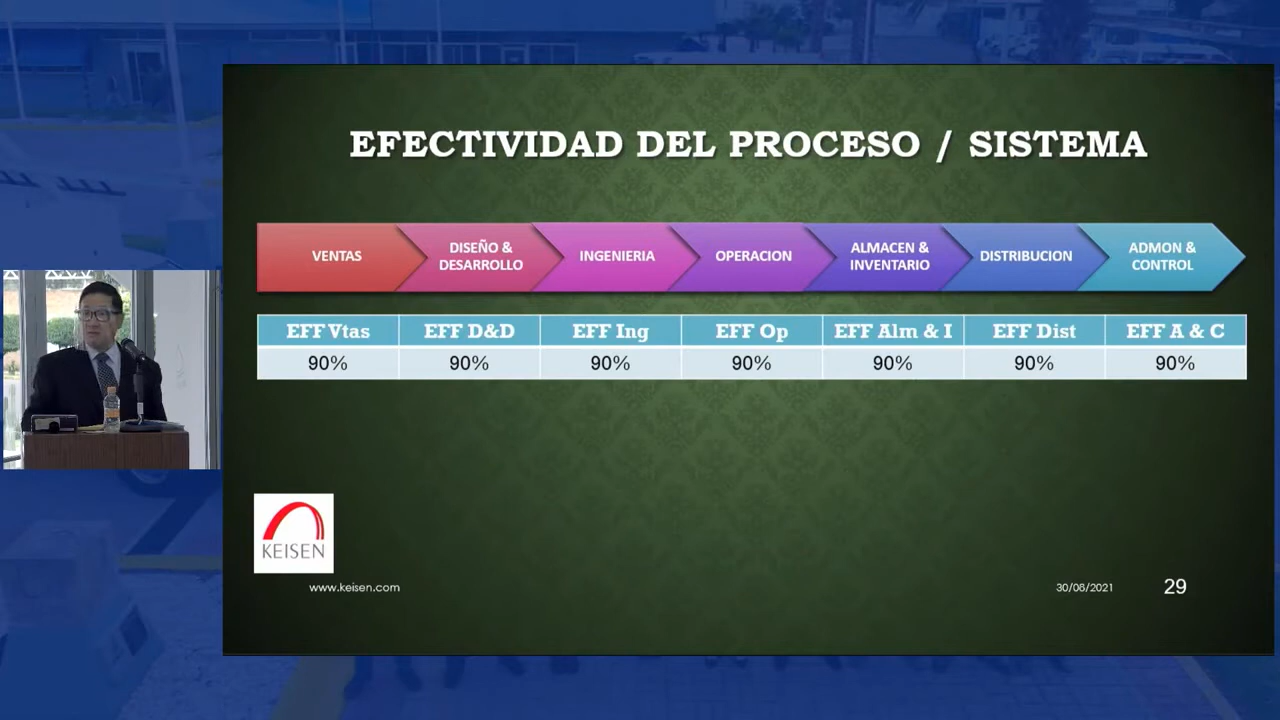 EFECTIVIDAD DEL PROCESO / SISTEMA
VENTAS
DISEÑO &
DESARROLLO
INGENIERIA
OPERACION
ALMACEN &
INVENTARIO
DISTRIBUCION
ADMON &
CONTROL
EFF Vtas EFF D&D EFF Ing EFF Op EFF Alm & I EFF Dist EFF A & C
90% 90% 90% 90% 90% 90% 90%
KEISEN
www.keisen.com
30/08/2021
29